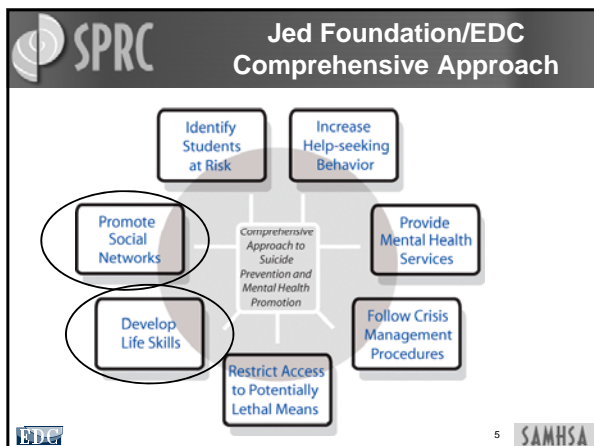 SPRC
Jed Foundation/EDC
Comprehensive Approach
Identify
Students
at Risk
Increase
Help-seeking
Behavior
Promote
Social
Networks
Comprehensive
Approach to
Suicide
Prevention and
Mental Health
Promotion
Provide
Mental Health
Services
Develop
Life Skills
Follow Crisis
Management
Procedures
Restrict Access
to Potentially
Lethal Means
EDC
5
SAMHSA